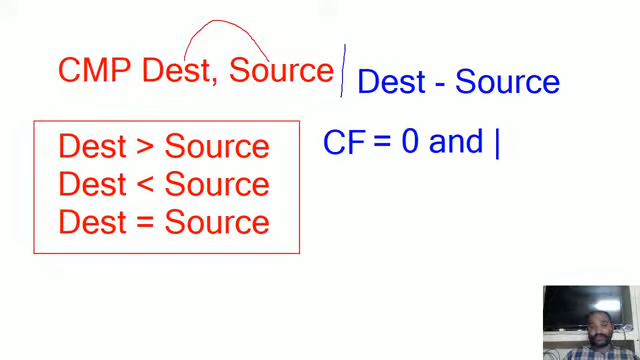 CMP Dest, Source
Dest - Source
Dest > Source
Dest < Source
Dest = Source
CF = 0 and